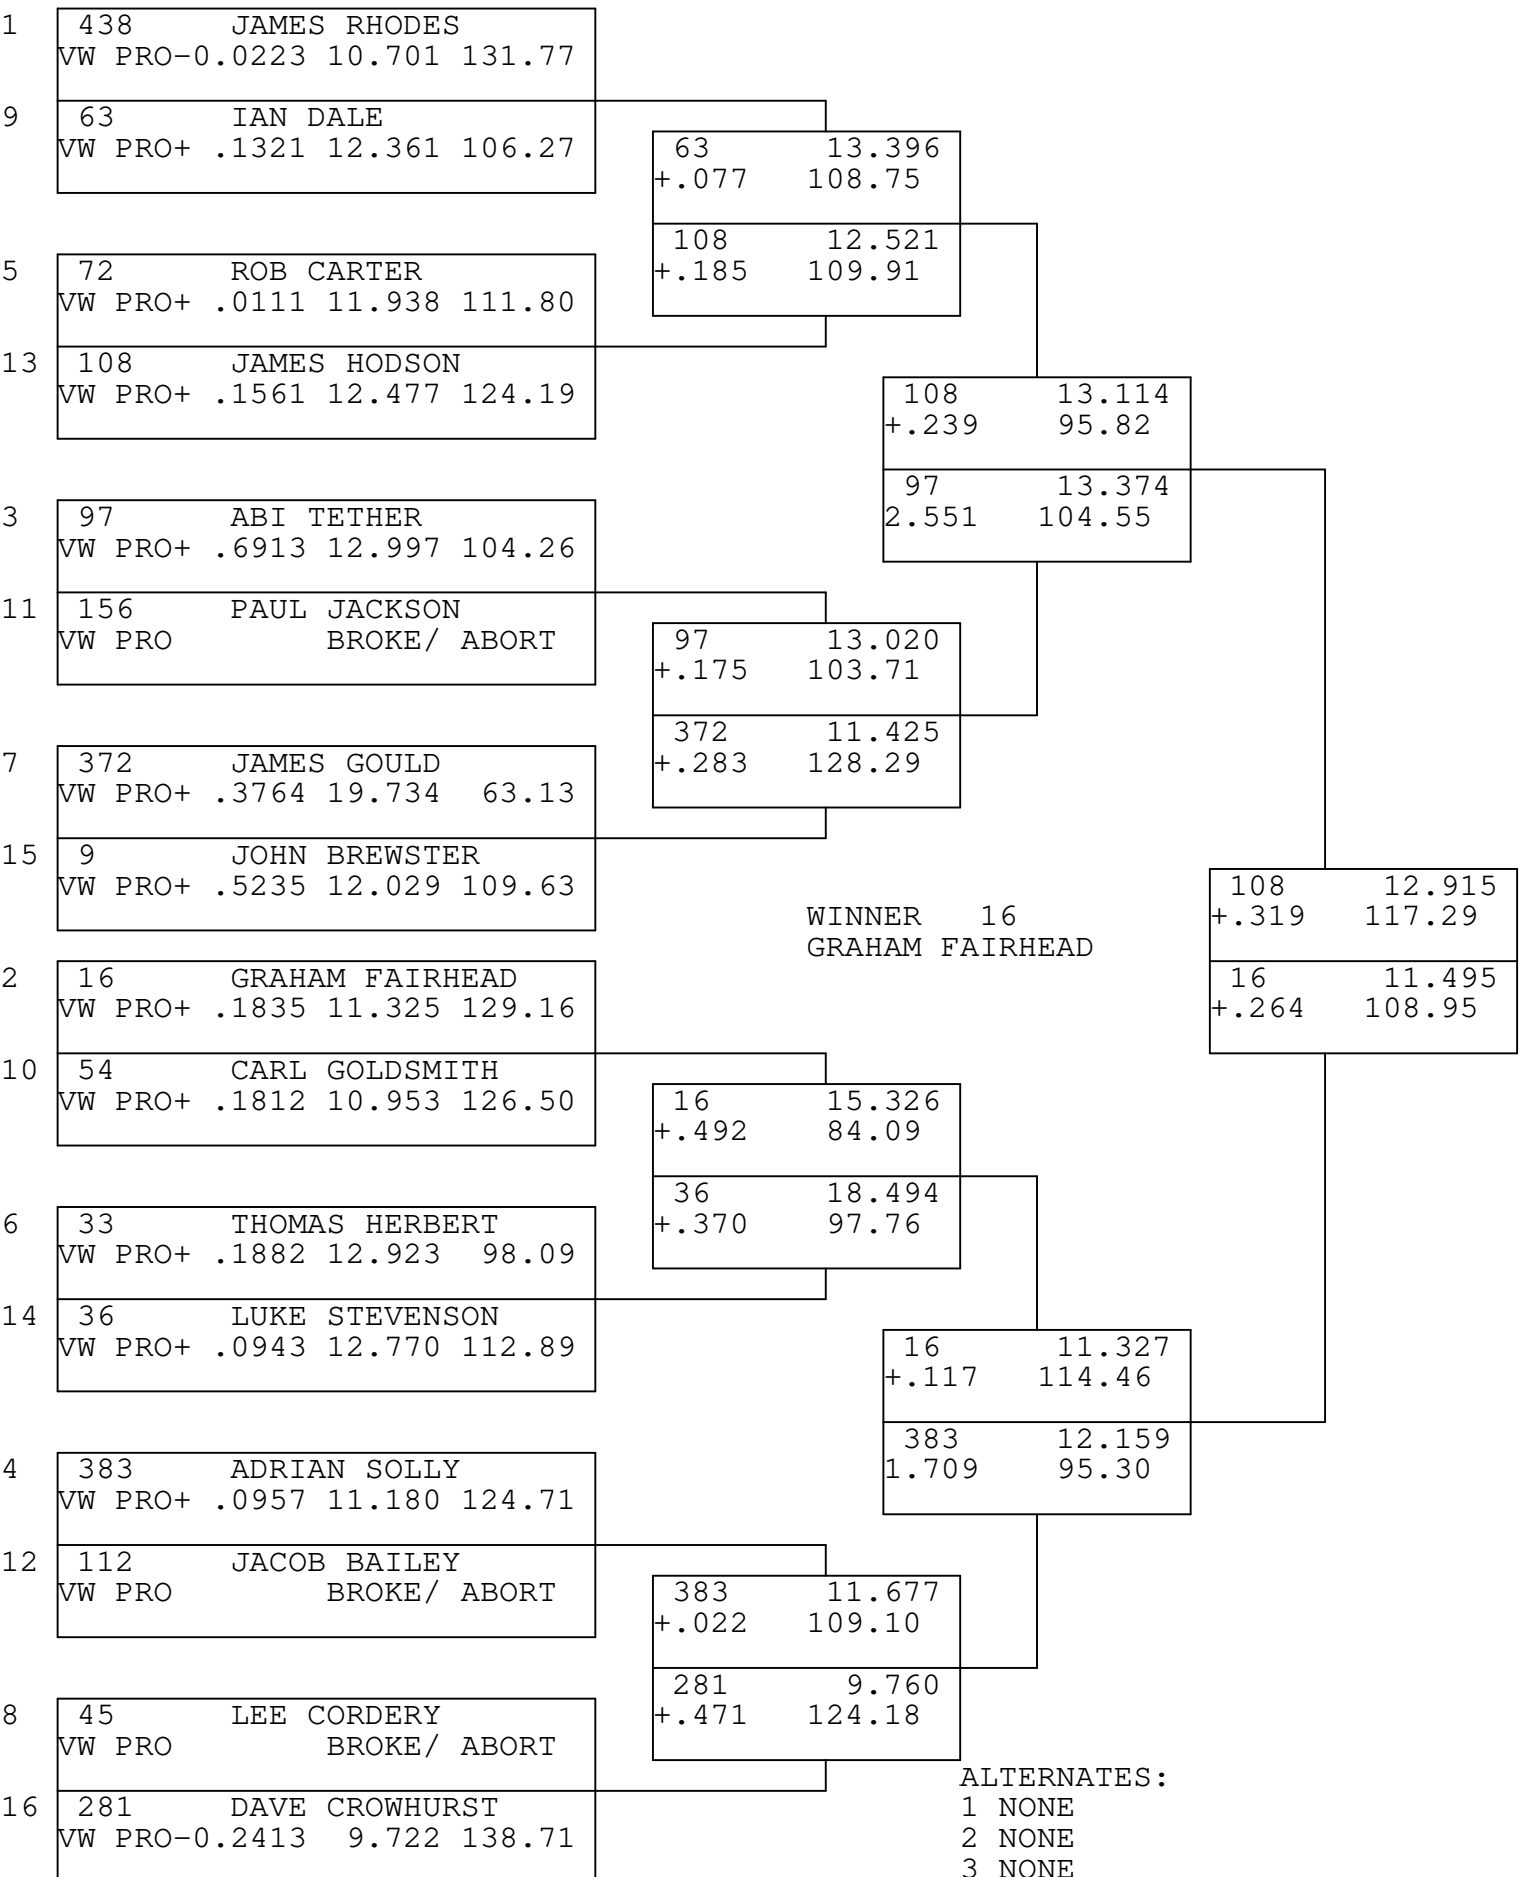 1 438 JAMES RHODES
VW PRO-0.0223 10.701 131.77
9 63 IAN DALE
VW PRO+ .1321 12.361 106.27
63 13.396
+.077 108.75
108 12.521
+.185 109.91
5 72 ROB CARTER
VW PRO+ .0111 11.938 111.80
13 108 JAMES HODSON
VW PRO+ .1561 12.477 124.19
108 13.114
+.239 95.82
97 13.374
2.551 104.55
3 97 ABI TETHER
VW PRO+ .6913 12.997 104.26
11 156 PAUL JACKSON
VW PRO BROKE/ ABORT
97 13.020
+.175 103.71
372 11.425
+.283 128.29
7 372 JAMES GOULD
VW PRO+ .3764 19.734 63.13
15 9 JOHN BREWSTER
VW PRO+ .5235 12.029 109.63
WINNER 16
GRAHAM FAIRHEAD
108 12.915
+.319 117.29
16 11.495
+.264 108.95
2 16 GRAHAM FAIRHEAD
VW PRO+ .1835 11.325 129.16
10 54 CARL GOLDSMITH
VW PRO+ .1812 10.953 126.50
16 15.326
+.492 84.09
36 18.494
+.370 97.76
6 33 THOMAS HERBERT
VW PRO+ .1882 12.923 98.09
14 36 LUKE STEVENSON
VW PRO+ .0943 12.770 112.89
16 11.327
+.117 114.46
383 12.159
1.709 95.30
4 383 ADRIAN SOLLY
VW PRO+ .0957 11.180 124.71
12 112 JACOB BAILEY
VW PRO BROKE/ ABORT
383 11.677
+.022 109.10
281 9.760
+.471 124.18
8 45 LEE CORDERY
VW PRO BROKE/ ABORT
16 281 DAVE CROWHURST
VW PRO-0.2413 9.722 138.71
ALTERNATES:
1 NONE
2 NONE
3 NONE